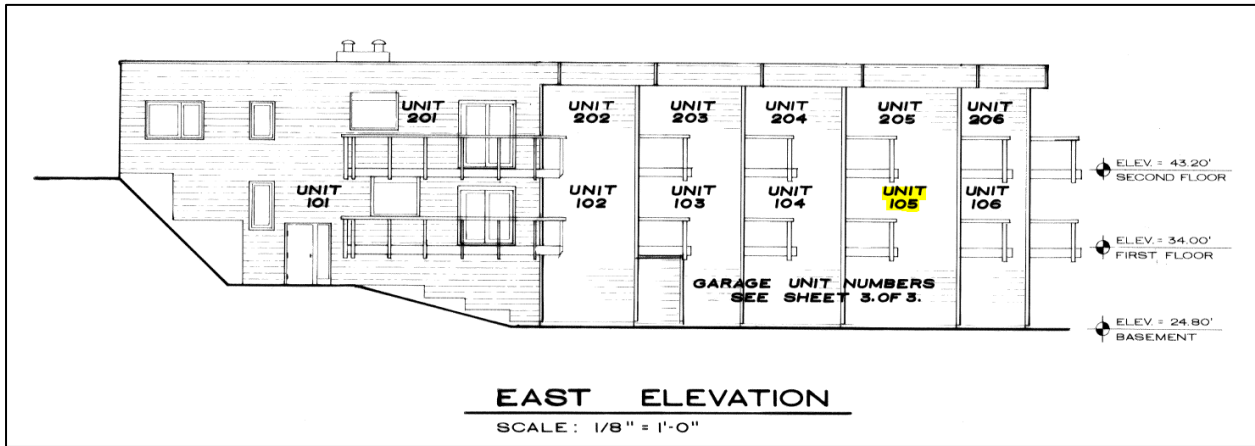 UNIT
201
UNIT
202
UNIT
203
UNIT
204
UNIT
205
UNIT
206
ELEV. = 43.20'
SECOND FLOOR
UNIT
101
UNIT
102
UNIT
103
UNIT
104
UNIT
105
UNIT
106
ELEV. = 34.00'
FIRST FLOOR
GARAGE UNIT NUMBERS
SEE SHEET 3.OF 3.
ELEV. = 24.80'
BASEMENT
EAST ELEVATION
SCALE: 1/8" = 1'-0"